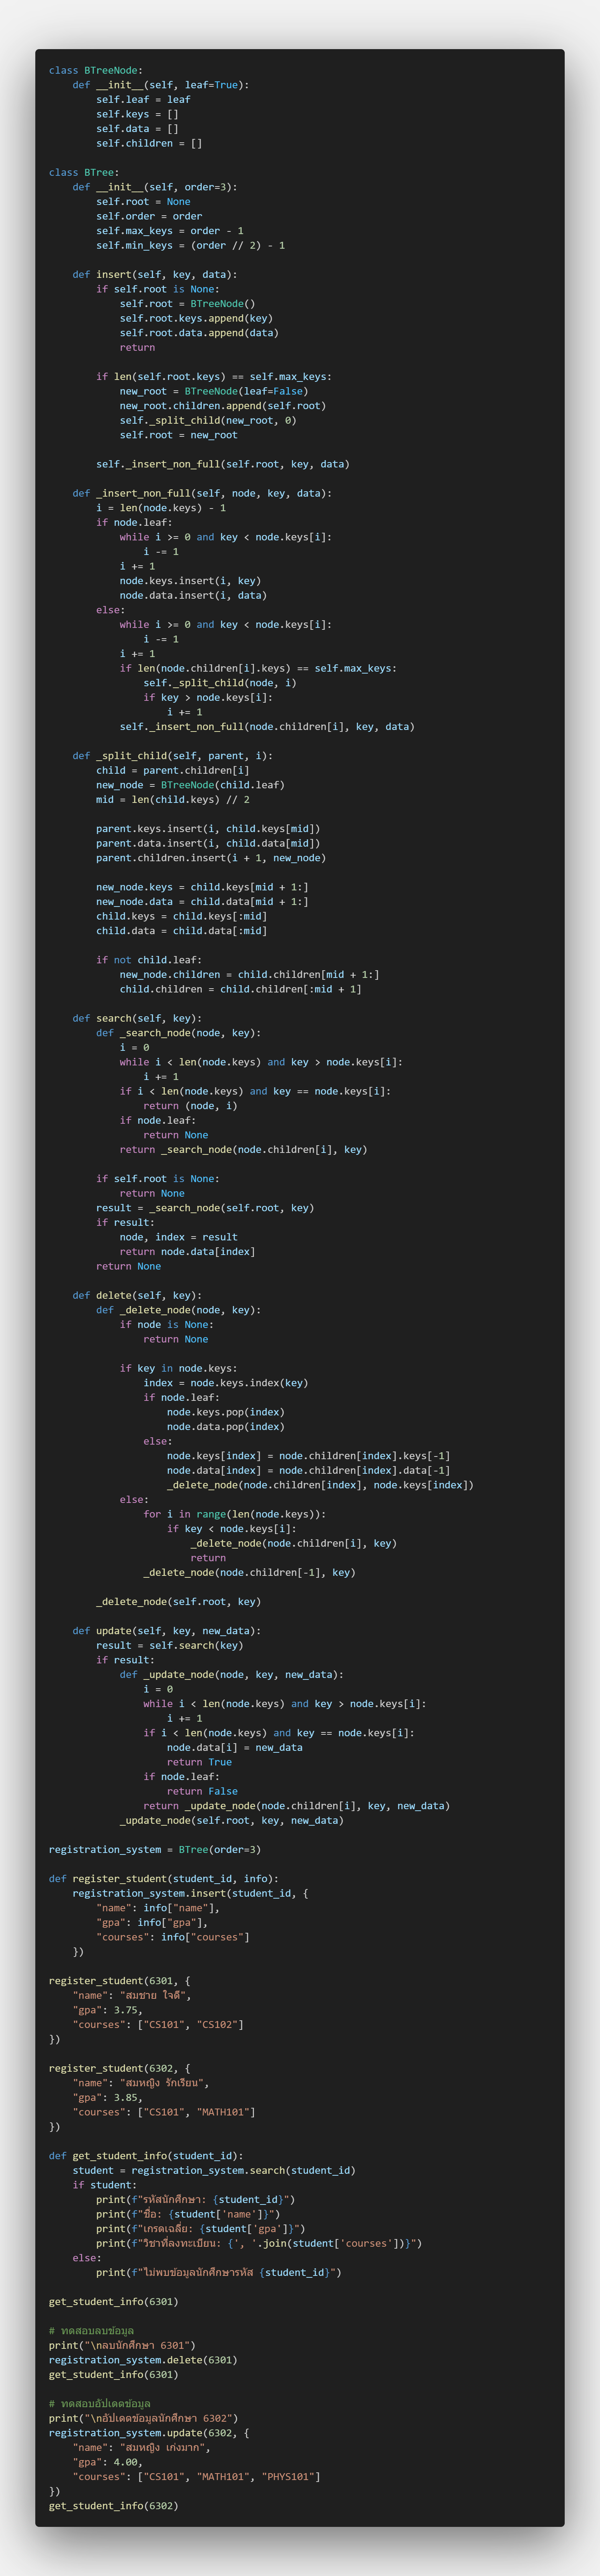 class BTreeNode:
    def __init__(self, leaf=True):
        self.leaf = leaf
        self.keys = []
        self.data = []
        self.children = []

class BTree:
    def __init__(self, order=3):
        self.root = None
        self.order = order
        self.max_keys = order - 1
        self.min_keys = (order // 2) - 1

    def insert(self, key, data):
        if self.root is None:
            self.root = BTreeNode()
            self.root.keys.append(key)
            self.root.data.append(data)
            return

        if len(self.root.keys) == self.max_keys:
            new_root = BTreeNode(leaf=False)
            new_root.children.append(self.root)
            self._split_child(new_root, 0)
            self.root = new_root

        self._insert_non_full(self.root, key, data)

    def _insert_non_full(self, node, key, data):
        i = len(node.keys) - 1
        if node.leaf:
            while i >= 0 and key < node.keys[i]:
                i -= 1
            i += 1
            node.keys.insert(i, key)
            node.data.insert(i, data)
        else:
            while i >= 0 and key < node.keys[i]:
                i -= 1
            i += 1
            if len(node.children[i].keys) == self.max_keys:
                self._split_child(node, i)
                if key > node.keys[i]:
                    i += 1
            self._insert_non_full(node.children[i], key, data)

    def _split_child(self, parent, i):
        child = parent.children[i]
        new_node = BTreeNode(child.leaf)
        mid = len(child.keys) // 2

        parent.keys.insert(i, child.keys[mid])
        parent.data.insert(i, child.data[mid])
        parent.children.insert(i + 1, new_node)

        new_node.keys = child.keys[mid + 1:]
        new_node.data = child.data[mid + 1:]
        child.keys = child.keys[:mid]
        child.data = child.data[:mid]

        if not child.leaf:
            new_node.children = child.children[mid + 1:]
            child.children = child.children[:mid + 1]

    def search(self, key):
        def _search_node(node, key):
            i = 0
            while i < len(node.keys) and key > node.keys[i]:
                i += 1
            if i < len(node.keys) and key == node.keys[i]:
                return (node, i)
            if node.leaf:
                return None
            return _search_node(node.children[i], key)

        if self.root is None:
            return None
        result = _search_node(self.root, key)
        if result:
            node, index = result
            return node.data[index]
        return None

    def delete(self, key):
        def _delete_node(node, key):
            if node is None:
                return None

            if key in node.keys:
                index = node.keys.index(key)
                if node.leaf:
                    node.keys.pop(index)
                    node.data.pop(index)
                else:
                    node.keys[index] = node.children[index].keys[-1]
                    node.data[index] = node.children[index].data[-1]
                    _delete_node(node.children[index], node.keys[index])
            else:
                for i in range(len(node.keys)):
                    if key < node.keys[i]:
                        _delete_node(node.children[i], key)
                        return
                _delete_node(node.children[-1], key)

        _delete_node(self.root, key)

    def update(self, key, new_data):
        result = self.search(key)
        if result:
            def _update_node(node, key, new_data):
                i = 0
                while i < len(node.keys) and key > node.keys[i]:
                    i += 1
                if i < len(node.keys) and key == node.keys[i]:
                    node.data[i] = new_data
                    return True
                if node.leaf:
                    return False
                return _update_node(node.children[i], key, new_data)
            _update_node(self.root, key, new_data)

registration_system = BTree(order=3)

def register_student(student_id, info):
    registration_system.insert(student_id, {
        "name": info["name"],
        "gpa": info["gpa"],
        "courses": info["courses"]
    })

register_student(6301, {
    "name": "สมชาย ใจดี",
    "gpa": 3.75,
    "courses": ["CS101", "CS102"]
})

register_student(6302, {
    "name": "สมหญิง รักเรียน",
    "gpa": 3.85,
    "courses": ["CS101", "MATH101"]
})

def get_student_info(student_id):
    student = registration_system.search(student_id)
    if student:
        print(f"รหัสนักศึกษา: {student_id}")
        print(f"ชื่อ: {student['name']}")
        print(f"เกรดเฉลี่ย: {student['gpa']}")
        print(f"วิชาที่ลงทะเบียน: {', '.join(student['courses'])}")
    else:
        print(f"ไม่พบข้อมูลนักศึกษารหัส {student_id}")

get_student_info(6301)

# ทดสอบลบข้อมูล
print("\nลบนักศึกษา 6301")
registration_system.delete(6301)
get_student_info(6301)

# ทดสอบอัปเดตข้อมูล
print("\nอัปเดตข้อมูลนักศึกษา 6302")
registration_system.update(6302, {
    "name": "สมหญิง เก่งมาก",
    "gpa": 4.00,
    "courses": ["CS101", "MATH101", "PHYS101"]
})
get_student_info(6302)